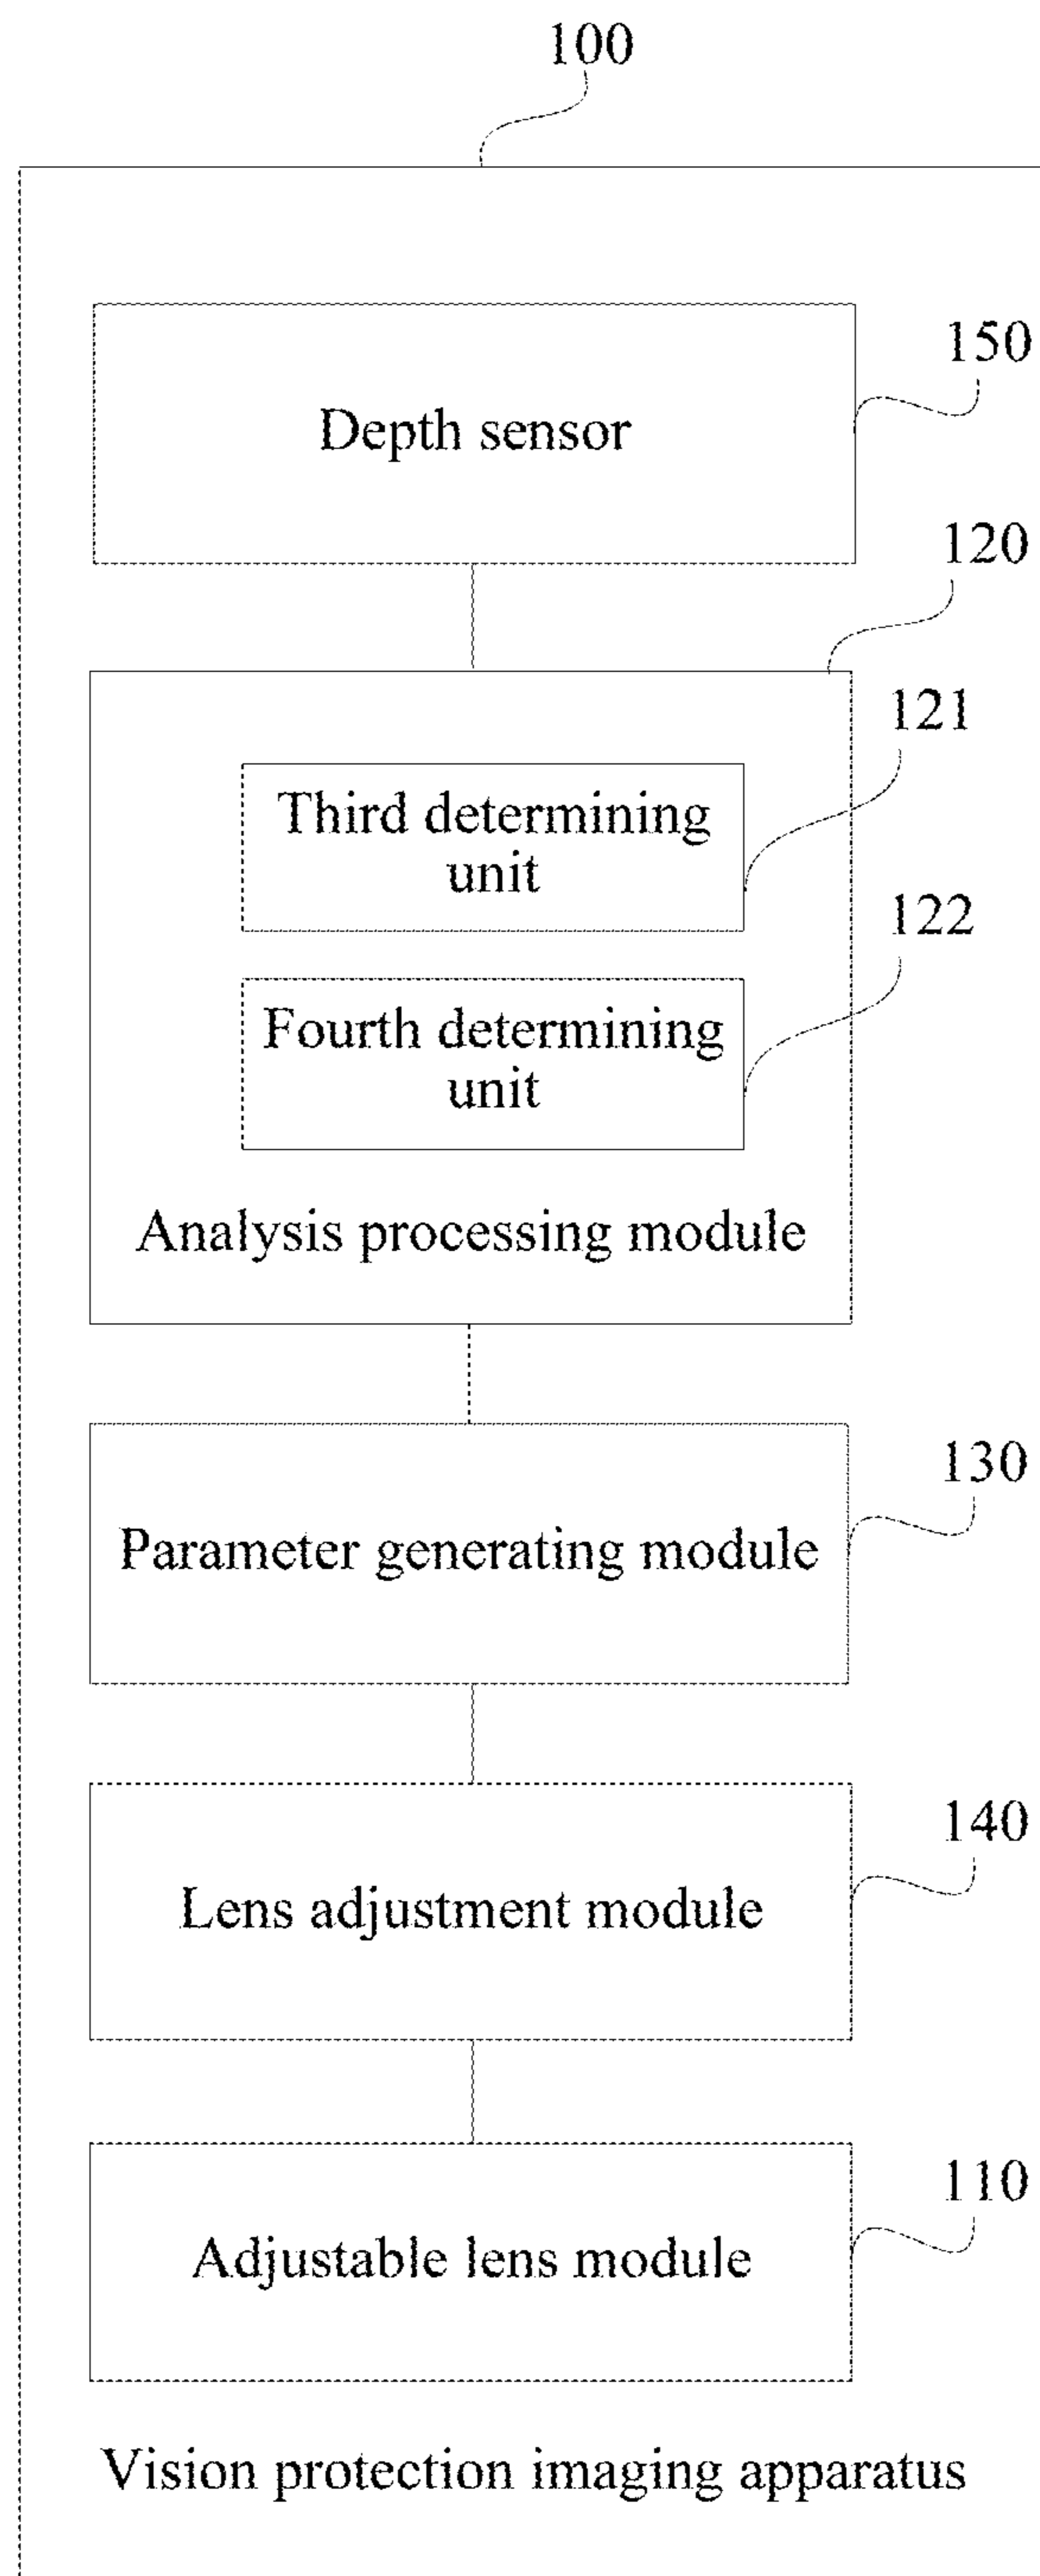 100
150
Depth sensor
120
121
Third determining
unit
122
Fourth determining
unit
Analysis processing module
130
Parameter generating module
140
Lens adjustment module
110
Adjustable lens module
Vision protection imaging apparatus